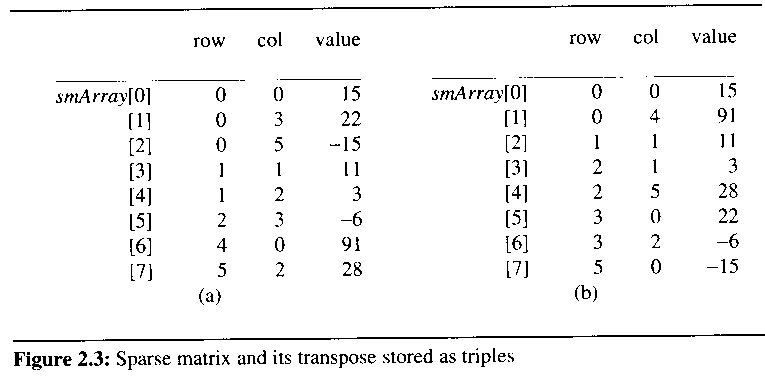 row col value row col value
smArray[0] 0 0 15 smArray[0] 0 0 15
[1] 0 3 22 [1] 0 4 91
[2] 0 5 –15 [2] 1 1 11
[3] 1 1 11 [3] 2 1 3
[4] 1 2 3 [4] 2 5 28
[5] 2 3 –6 [5] 3 0 22
[6] 4 0 91 [6] 3 2 –6
[7] 5 2 28 [7] 5 0 –15
(a) (b)
Figure 2.3: Sparse matrix and its transpose stored as triples